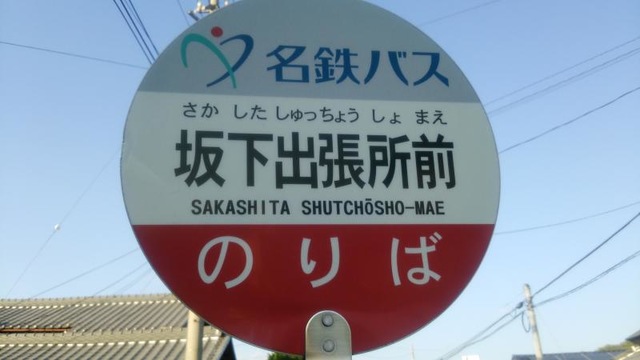 名鉄バス
さか した しゅっちょう しょ まえ
坂下出張所前
SAKASHITA SHUTCHŌSHO-MAE
のりば